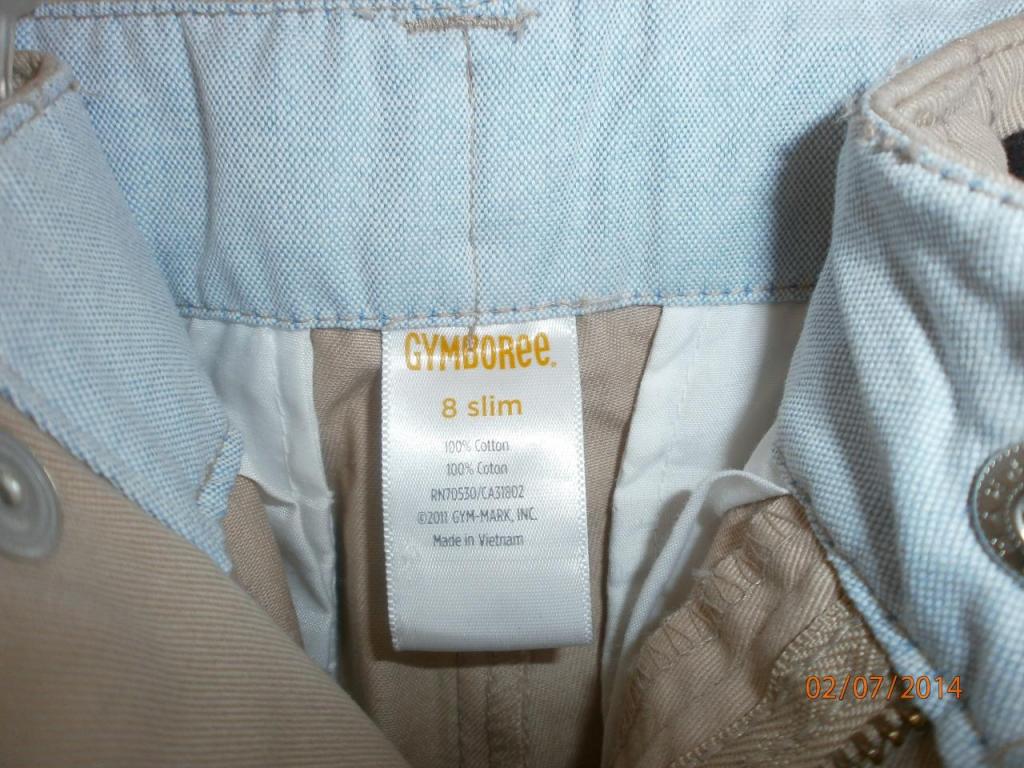 GYMBOREE.
8 slim
100% Cotton
100% Coton
RN70530/CA31802
©2011 GYM-MARK, INC.
Made in Vietnam
02/07/2014